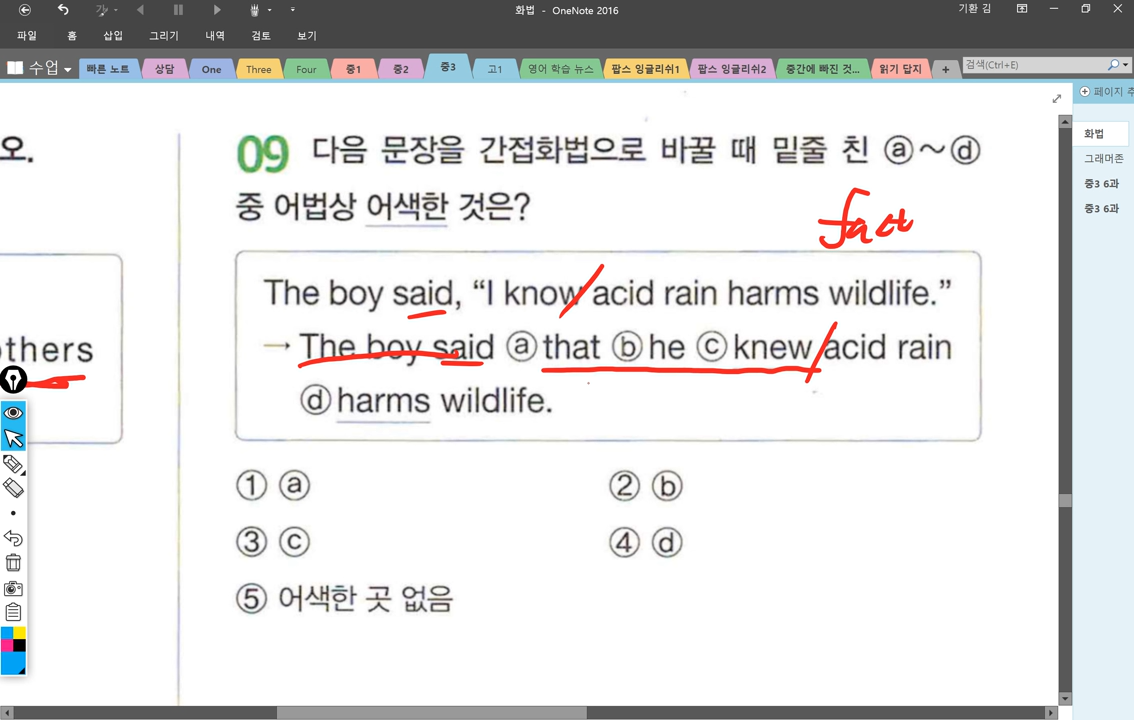 화법 - OneNote 2016
기환 김
파일 홈 삽입 그리기 내역 검토 보기
수업 빠른 노트 상담 One Three Four 중1 중2 중3 고1 영어 학습 뉴스 팝스 잉글리쉬1 팝스 잉글리쉬2 중간에 빠진 것... 읽기 답지 + 검색(Ctrl+E)
페이지 추
화법
그래머존
중3 6과
중3 6과
오.
others
09 다음 문장을 간접화법으로 바꿀 때 밑줄 친 ⓐ~ⓓ
중 어법상 어색한 것은?
fact
The boy said, “I know acid rain harms wildlife.”
→ The boy said ⓐ that ⓑ he ⓒ knew acid rain
ⓓ harms wildlife.
① ⓐ ② ⓑ
③ ⓒ ④ ⓓ
⑤ 어색한 곳 없음